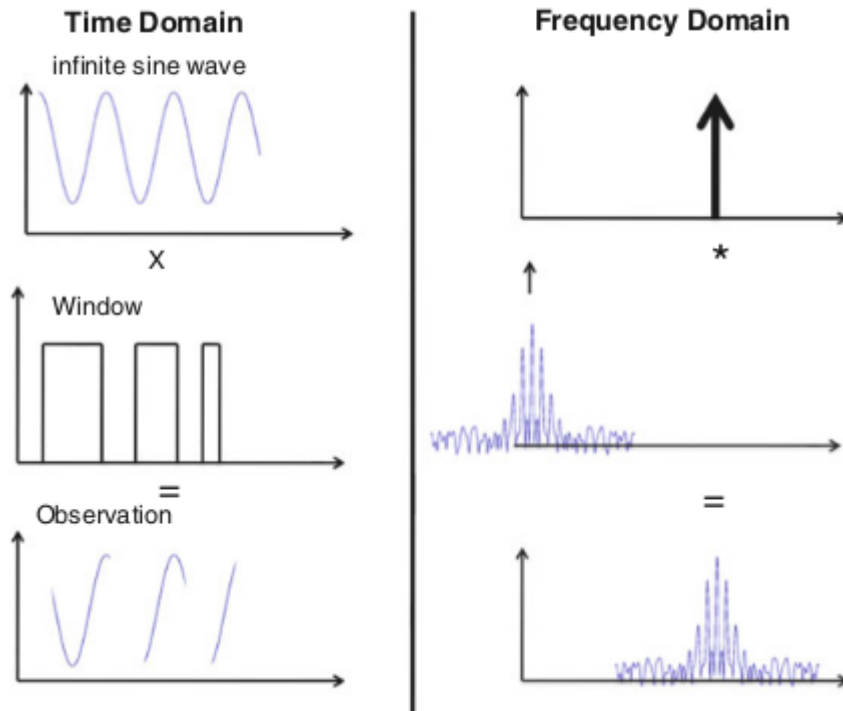 Time Domain
infinite sine wave
X
Window
=
Observation
Frequency Domain
*
=